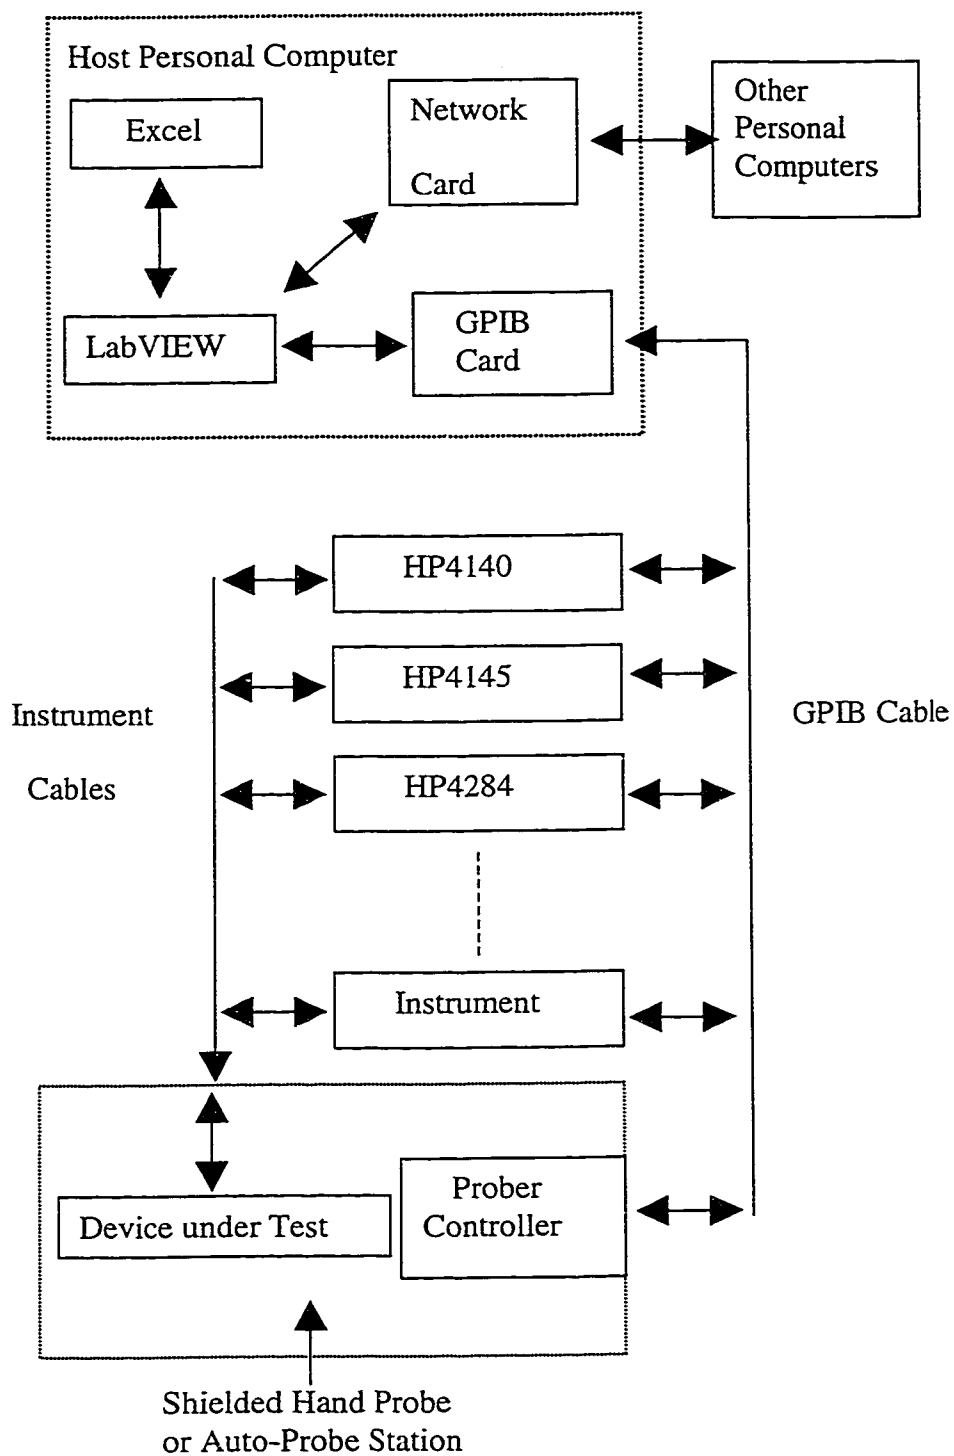 Host Personal Computer
Excel
Network
Card
Other
Personal
Computers
LabVIEW
GPIB
Card
HP4140
HP4145
HP4284
Instrument
Instrument
Cables
GPIB Cable
Device under Test
Prober
Controller
Shielded Hand Probe
or Auto-Probe Station